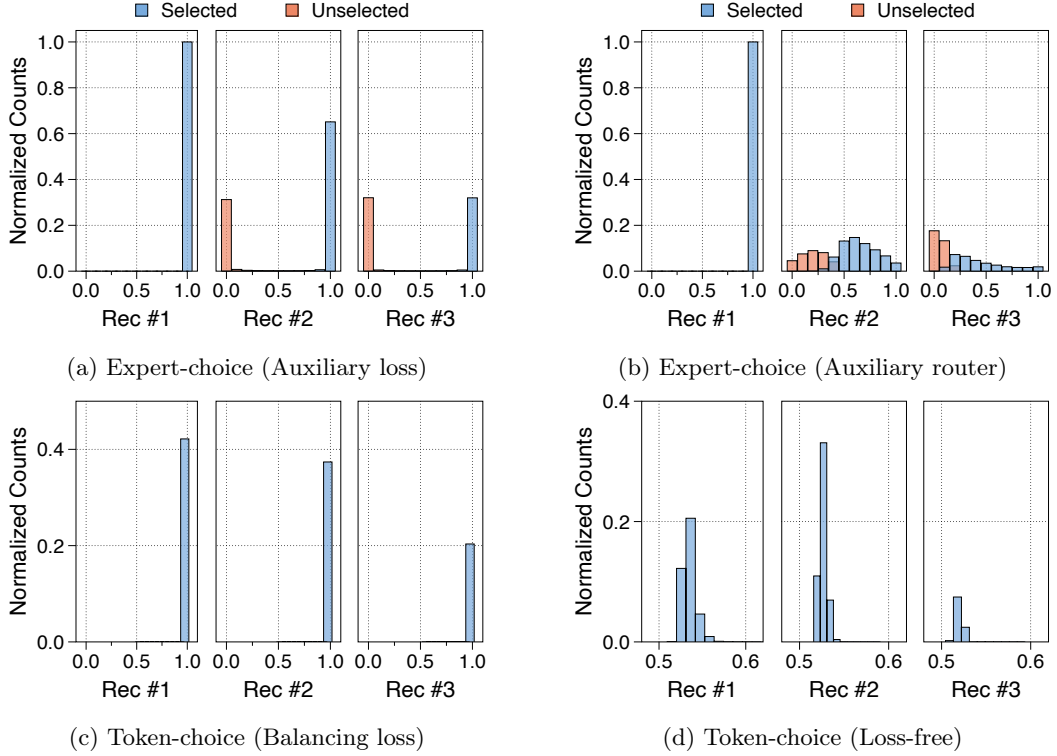 Selected Unselected
Normalized Counts
1.0
0.8
0.6
0.4
0.2
0.0
0.0 0.5 1.0 0.0 0.5 1.0 0.0 0.5 1.0
Rec #1 Rec #2 Rec #3
(a) Expert-choice (Auxiliary loss)
Selected Unselected
Normalized Counts
1.0
0.8
0.6
0.4
0.2
0.0
0.0 0.5 1.0 0.0 0.5 1.0 0.0 0.5 1.0
Rec #1 Rec #2 Rec #3
(b) Expert-choice (Auxiliary router)
Normalized Counts
0.4
0.2
0.0
0.0 0.5 1.0 0.0 0.5 1.0 0.0 0.5 1.0
Rec #1 Rec #2 Rec #3
(c) Token-choice (Balancing loss)
Normalized Counts
0.4
0.2
0.0
0.5 0.6 0.5 0.6 0.5 0.6
Rec #1 Rec #2 Rec #3
(d) Token-choice (Loss-free)